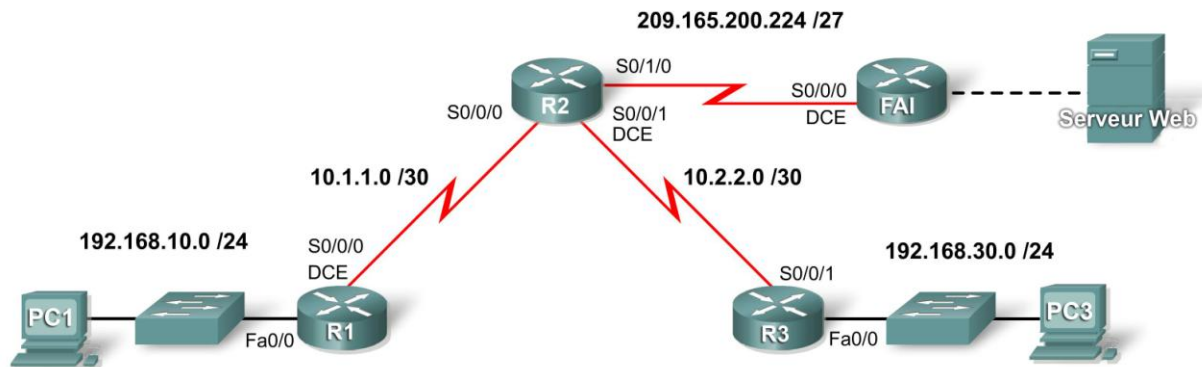 209.165.200.224 /27
S0/1/0
S0/0/0
R2
S0/0/0
FAI
S0/0/1
DCE
DCE
Serveur Web
10.1.1.0 /30
10.2.2.0 /30
192.168.10.0 /24
192.168.30.0 /24
S0/0/0
DCE
S0/0/1
PC1
R1
Fa0/0
R3
Fa0/0
PC3